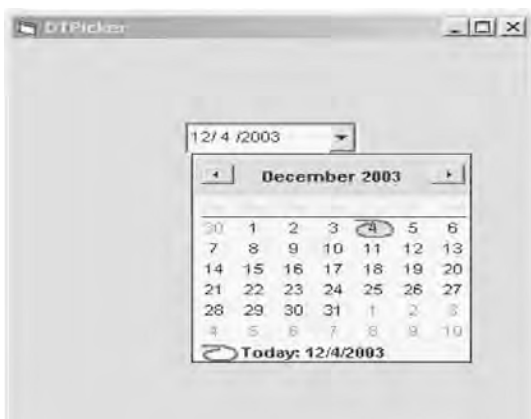 DTPicker
12/ 4 /2003
December 2003
30 1 2 3 4 5 6
7 8 9 10 11 12 13
14 15 16 17 18 19 20
21 22 23 24 25 26 27
28 29 30 31 1 2 3
4 5 6 7 8 9 10
Today: 12/4/2003